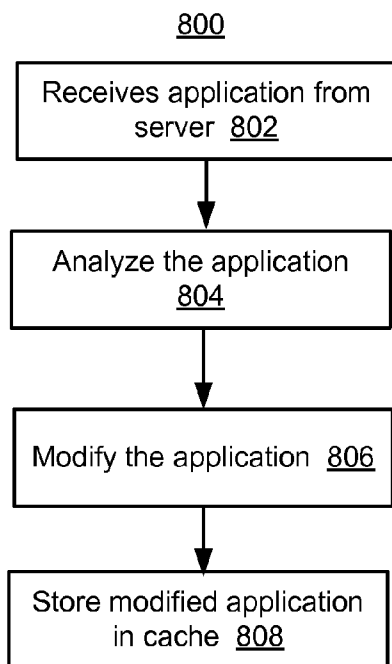 800
Receives application from
server 802
Analyze the application
804
Modify the application 806
Store modified application
in cache 808